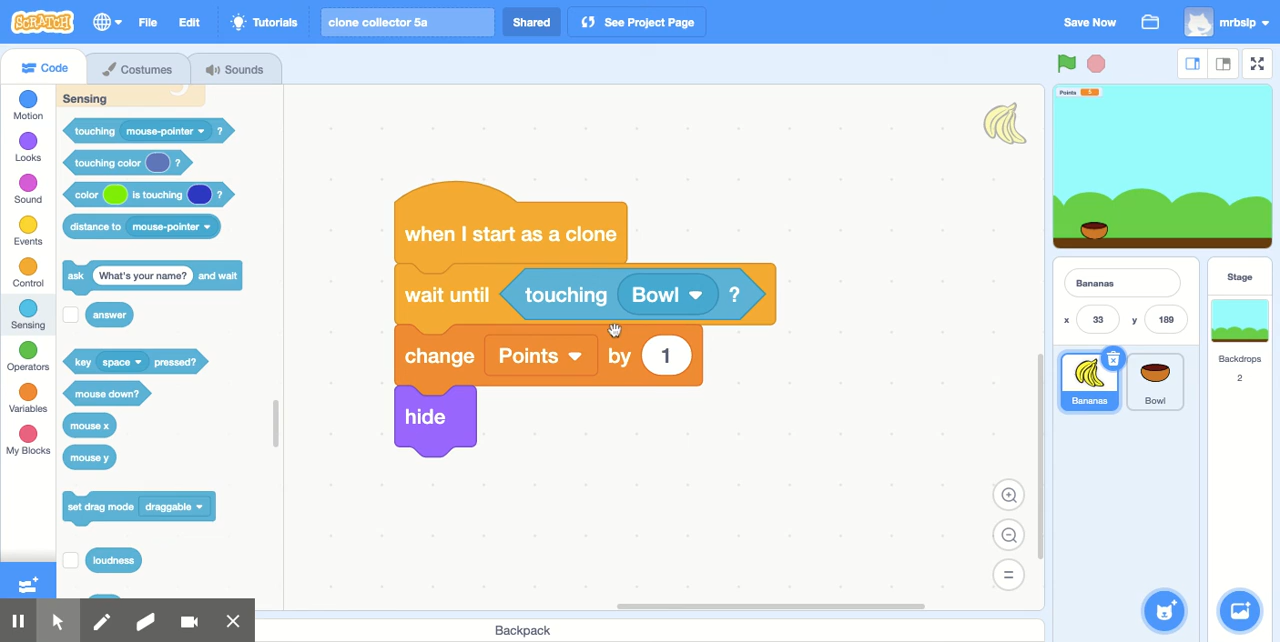 SCRATCH File Edit Tutorials clone collector 5a Shared See Project Page Save Now mrbslp
Code Costumes Sounds
Motion
Looks
Sound
Events
Control
Sensing
Operators
Variables
My Blocks
Sensing
touching mouse-pointer ?
touching color ?
color is touching ?
distance to mouse-pointer
ask What's your name? and wait
answer
key space pressed?
mouse down?
mouse x
mouse y
set drag mode draggable
loudness
when I start as a clone
wait until touching Bowl ?
change Points by 1
hide
Backpack
Points
Bananas
x 33 y 189
Bananas
Bowl
Stage
Backdrops
2